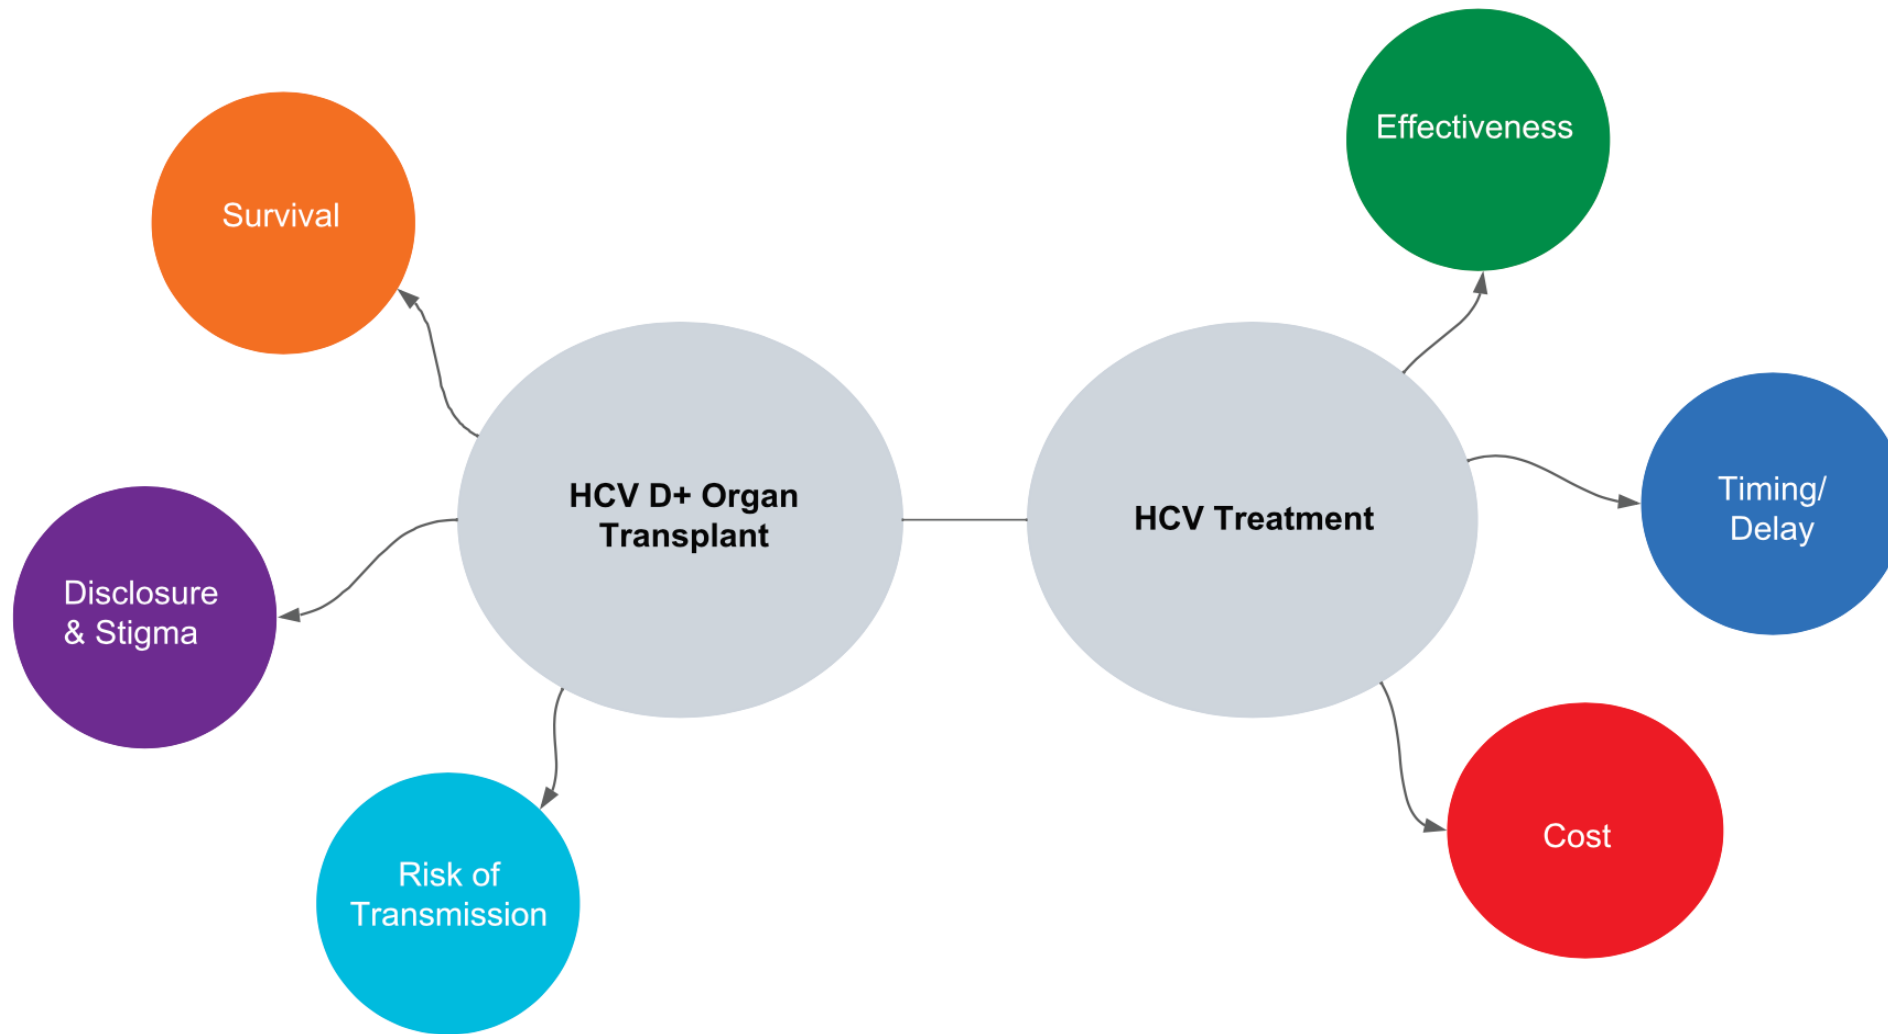 Survival
Disclosure
& Stigma
Risk of
Transmission
HCV D+ Organ
Transplant
HCV Treatment
Effectiveness
Timing/
Delay
Cost